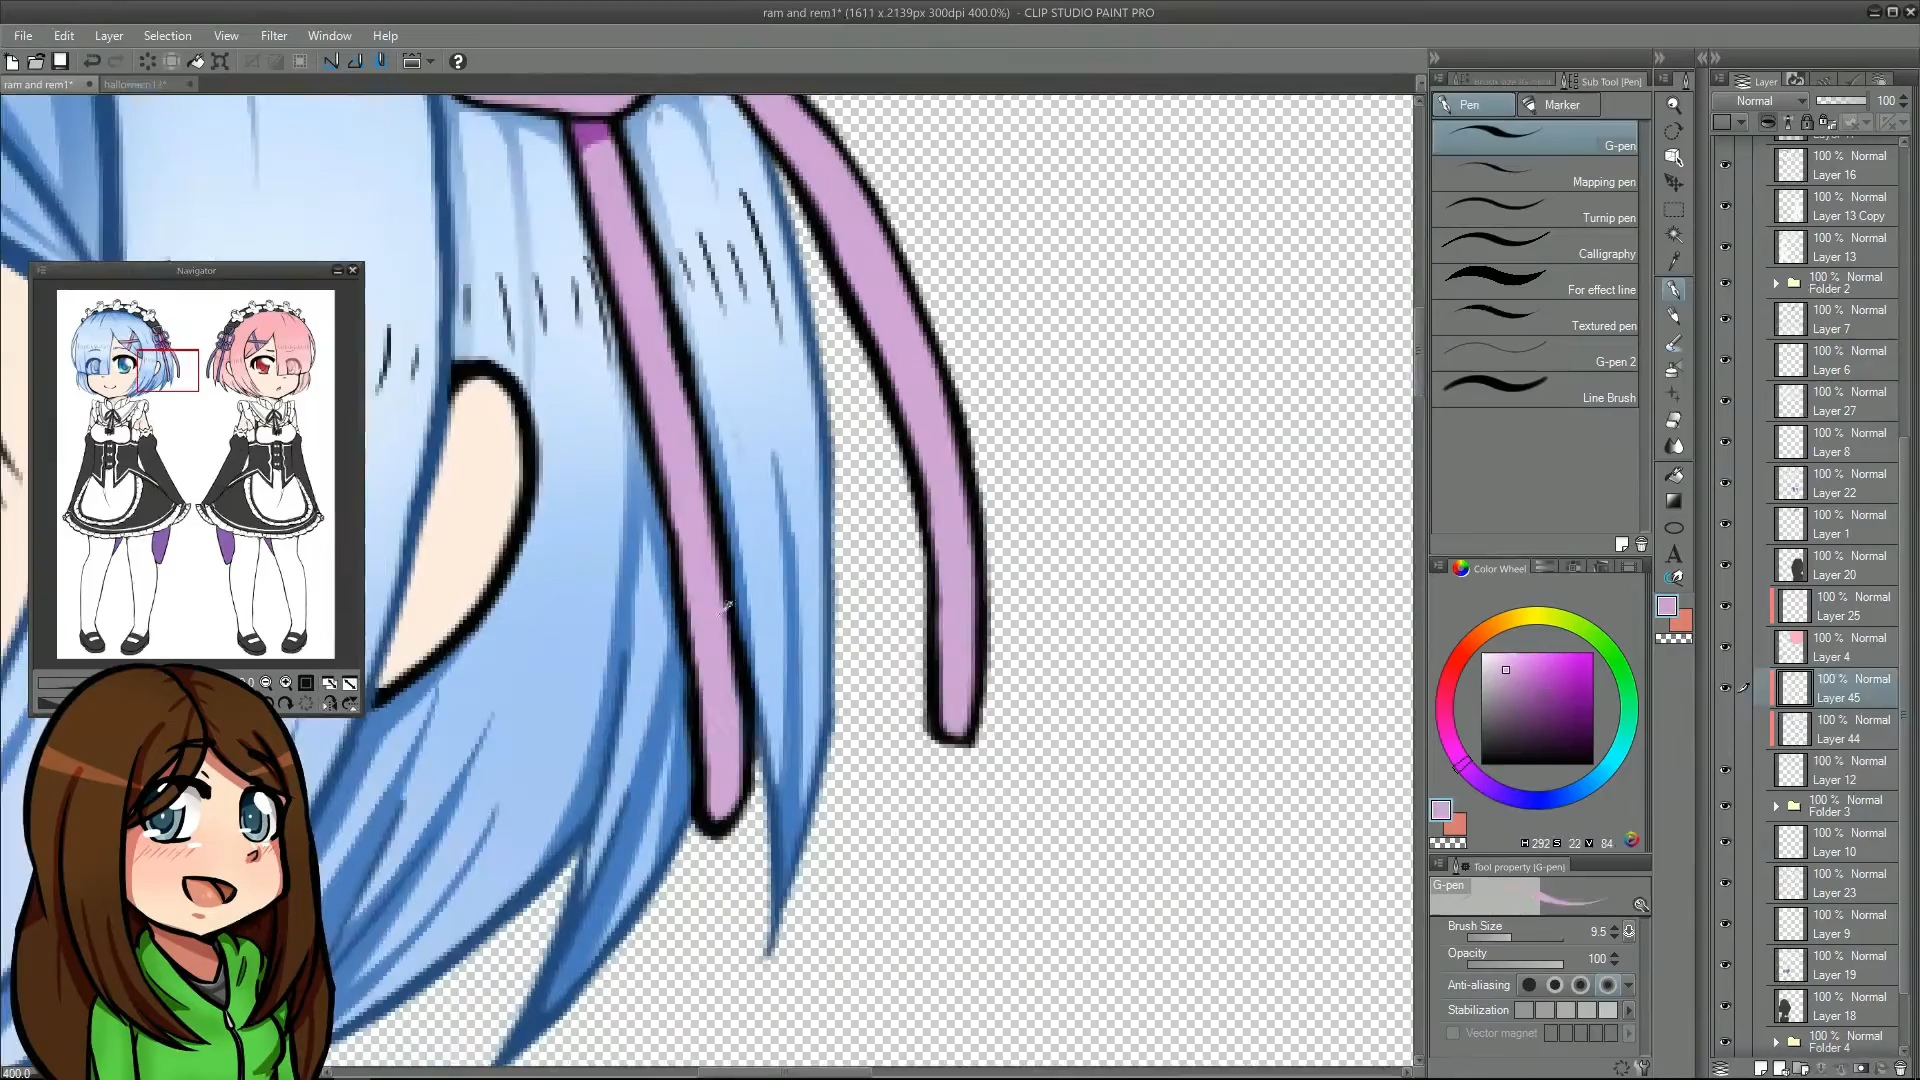 ram and rem1* (1611 x 2139px 300dpi 400.0%) - CLIP STUDIO PAINT PRO
File Edit Layer Selection View Filter Window Help
ram and rem1*
Sub Tool [Pen]
Layer
Pen Marker
Normal 100
G-pen
Mapping pen
Turnip pen
Calligraphy
For effect line
Textured pen
G-pen 2
Line Brush
Navigator
Color Wheel
H 292 S 22 V 84
Tool property [G-pen]
G-pen
Brush Size 9.5
Opacity 100
Anti-aliasing
Stabilization
Vector magnet
100 % Normal
Layer 16
100 % Normal
Layer 13 Copy
100 % Normal
Layer 13
100 % Normal
Folder 2
100 % Normal
Layer 7
100 % Normal
Layer 6
100 % Normal
Layer 27
100 % Normal
Layer 8
100 % Normal
Layer 22
100 % Normal
Layer 1
100 % Normal
Layer 20
100 % Normal
Layer 25
100 % Normal
Layer 4
100 % Normal
Layer 45
100 % Normal
Layer 44
100 % Normal
Layer 12
100 % Normal
Folder 3
100 % Normal
Layer 10
100 % Normal
Layer 23
100 % Normal
Layer 9
100 % Normal
Layer 19
100 % Normal
Layer 18
100 % Normal
Folder 4
400.0